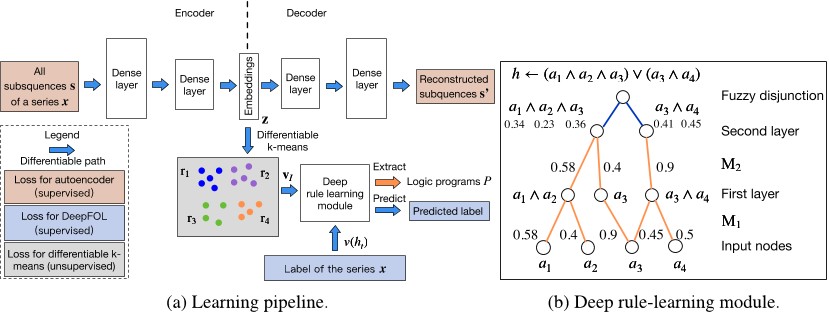 Encoder
Decoder
All
subsequences s
of a series x
Dense
layer
Dense
layer
Embeddings
Dense
layer
Dense
layer
Reconstructed
subquences s'
z
Differentiable
k-means
Legend
Differentiable path
Loss for autoencoder
(supervised)
Loss for DeepFOL
(supervised)
Loss for differentiable k-
means (unsupervised)
r1
r2
r3
r4
vI
Deep
rule learning
module
Extract
Logic programs P
Predict
Predicted label
v(ht)
Label of the series x
(a) Learning pipeline.
h ← (a1 ∧ a2 ∧ a3) ∨ (a3 ∧ a4)
Fuzzy disjunction
a1 ∧ a2 ∧ a3
a3 ∧ a4
0.34 0.23 0.36
0.41 0.45
Second layer
0.58
0.4
0.9
M2
a1 ∧ a2
a3
a3 ∧ a4
First layer
M1
0.58
0.4
0.9
0.45
0.5
Input nodes
a1
a2
a3
a4
(b) Deep rule-learning module.